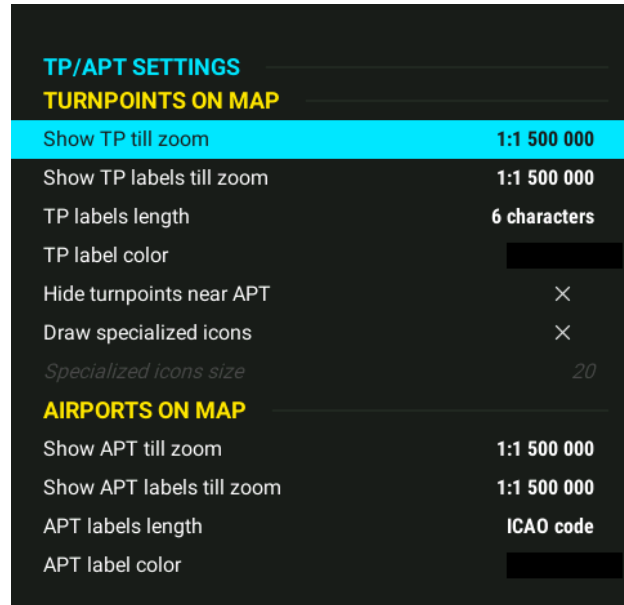 TP/APT SETTINGS
TURNPOINTS ON MAP
Show TP till zoom 1:1 500 000
Show TP labels till zoom 1:1 500 000
TP labels length 6 characters
TP label color
Hide turnpoints near APT ×
Draw specialized icons ×
Specialized icons size 20
AIRPORTS ON MAP
Show APT till zoom 1:1 500 000
Show APT labels till zoom 1:1 500 000
APT labels length ICAO code
APT label color